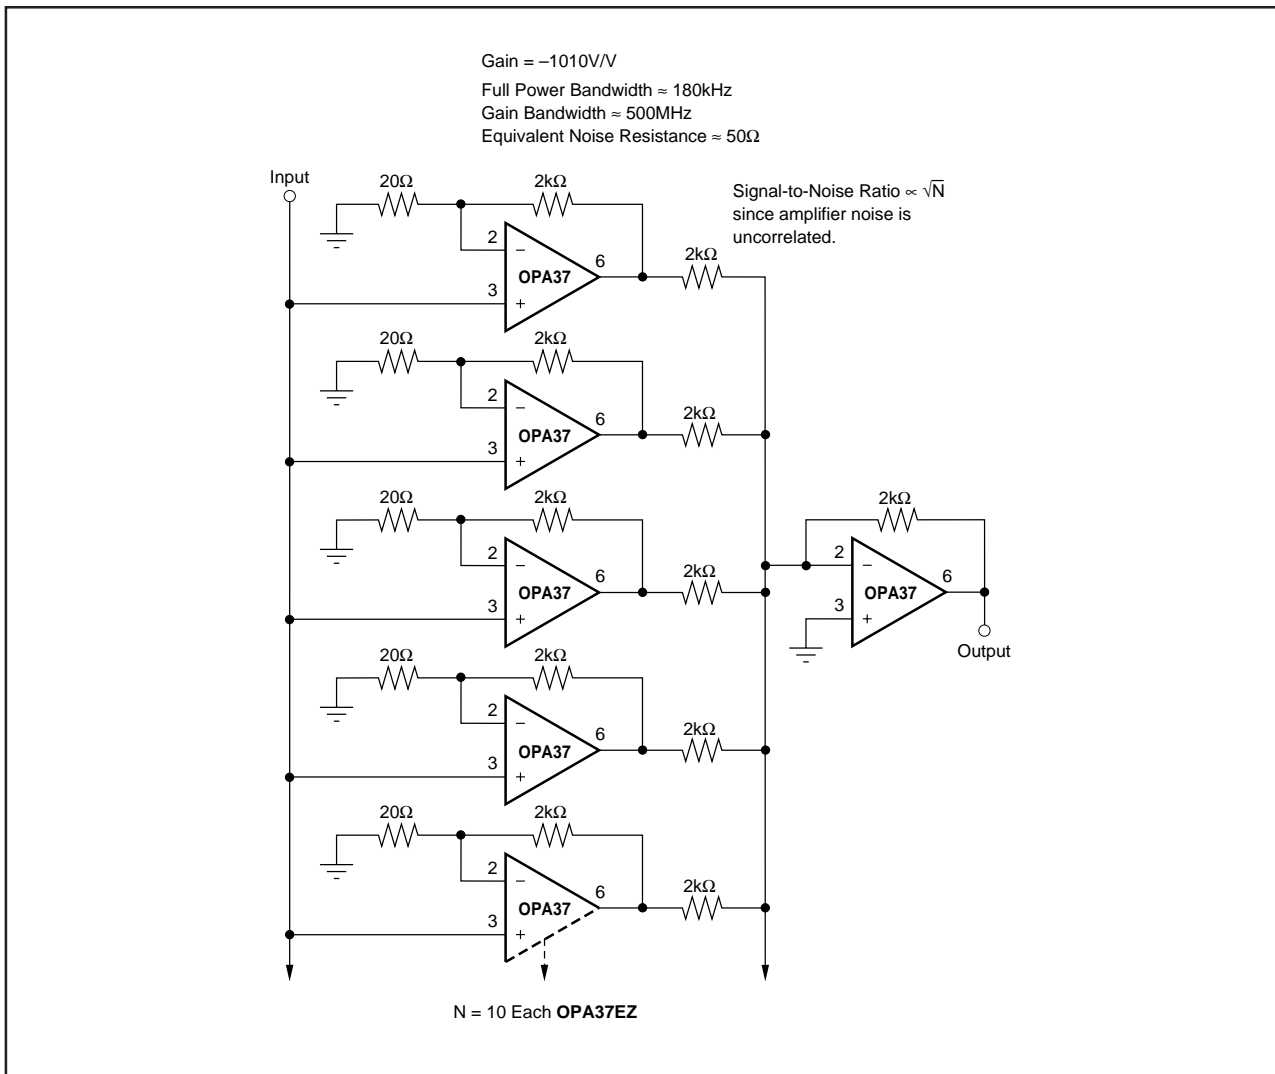 Gain = –1010V/V
Full Power Bandwidth ≈ 180kHz
Gain Bandwidth ≈ 500MHz
Equivalent Noise Resistance ≈ 50Ω
Signal-to-Noise Ratio ∝ √N
since amplifier noise is
uncorrelated.
Input
20Ω 2kΩ
2 –
6 2kΩ
OPA37
3 +
20Ω 2kΩ
2 –
6 2kΩ
OPA37
3 +
20Ω 2kΩ
2 –
6 2kΩ
OPA37
3 +
20Ω 2kΩ
2 –
6 2kΩ
OPA37
3 +
20Ω 2kΩ
2 –
6 2kΩ
OPA37
3 +
2kΩ
2 –
6
OPA37
3 +
Output
N = 10 Each OPA37EZ